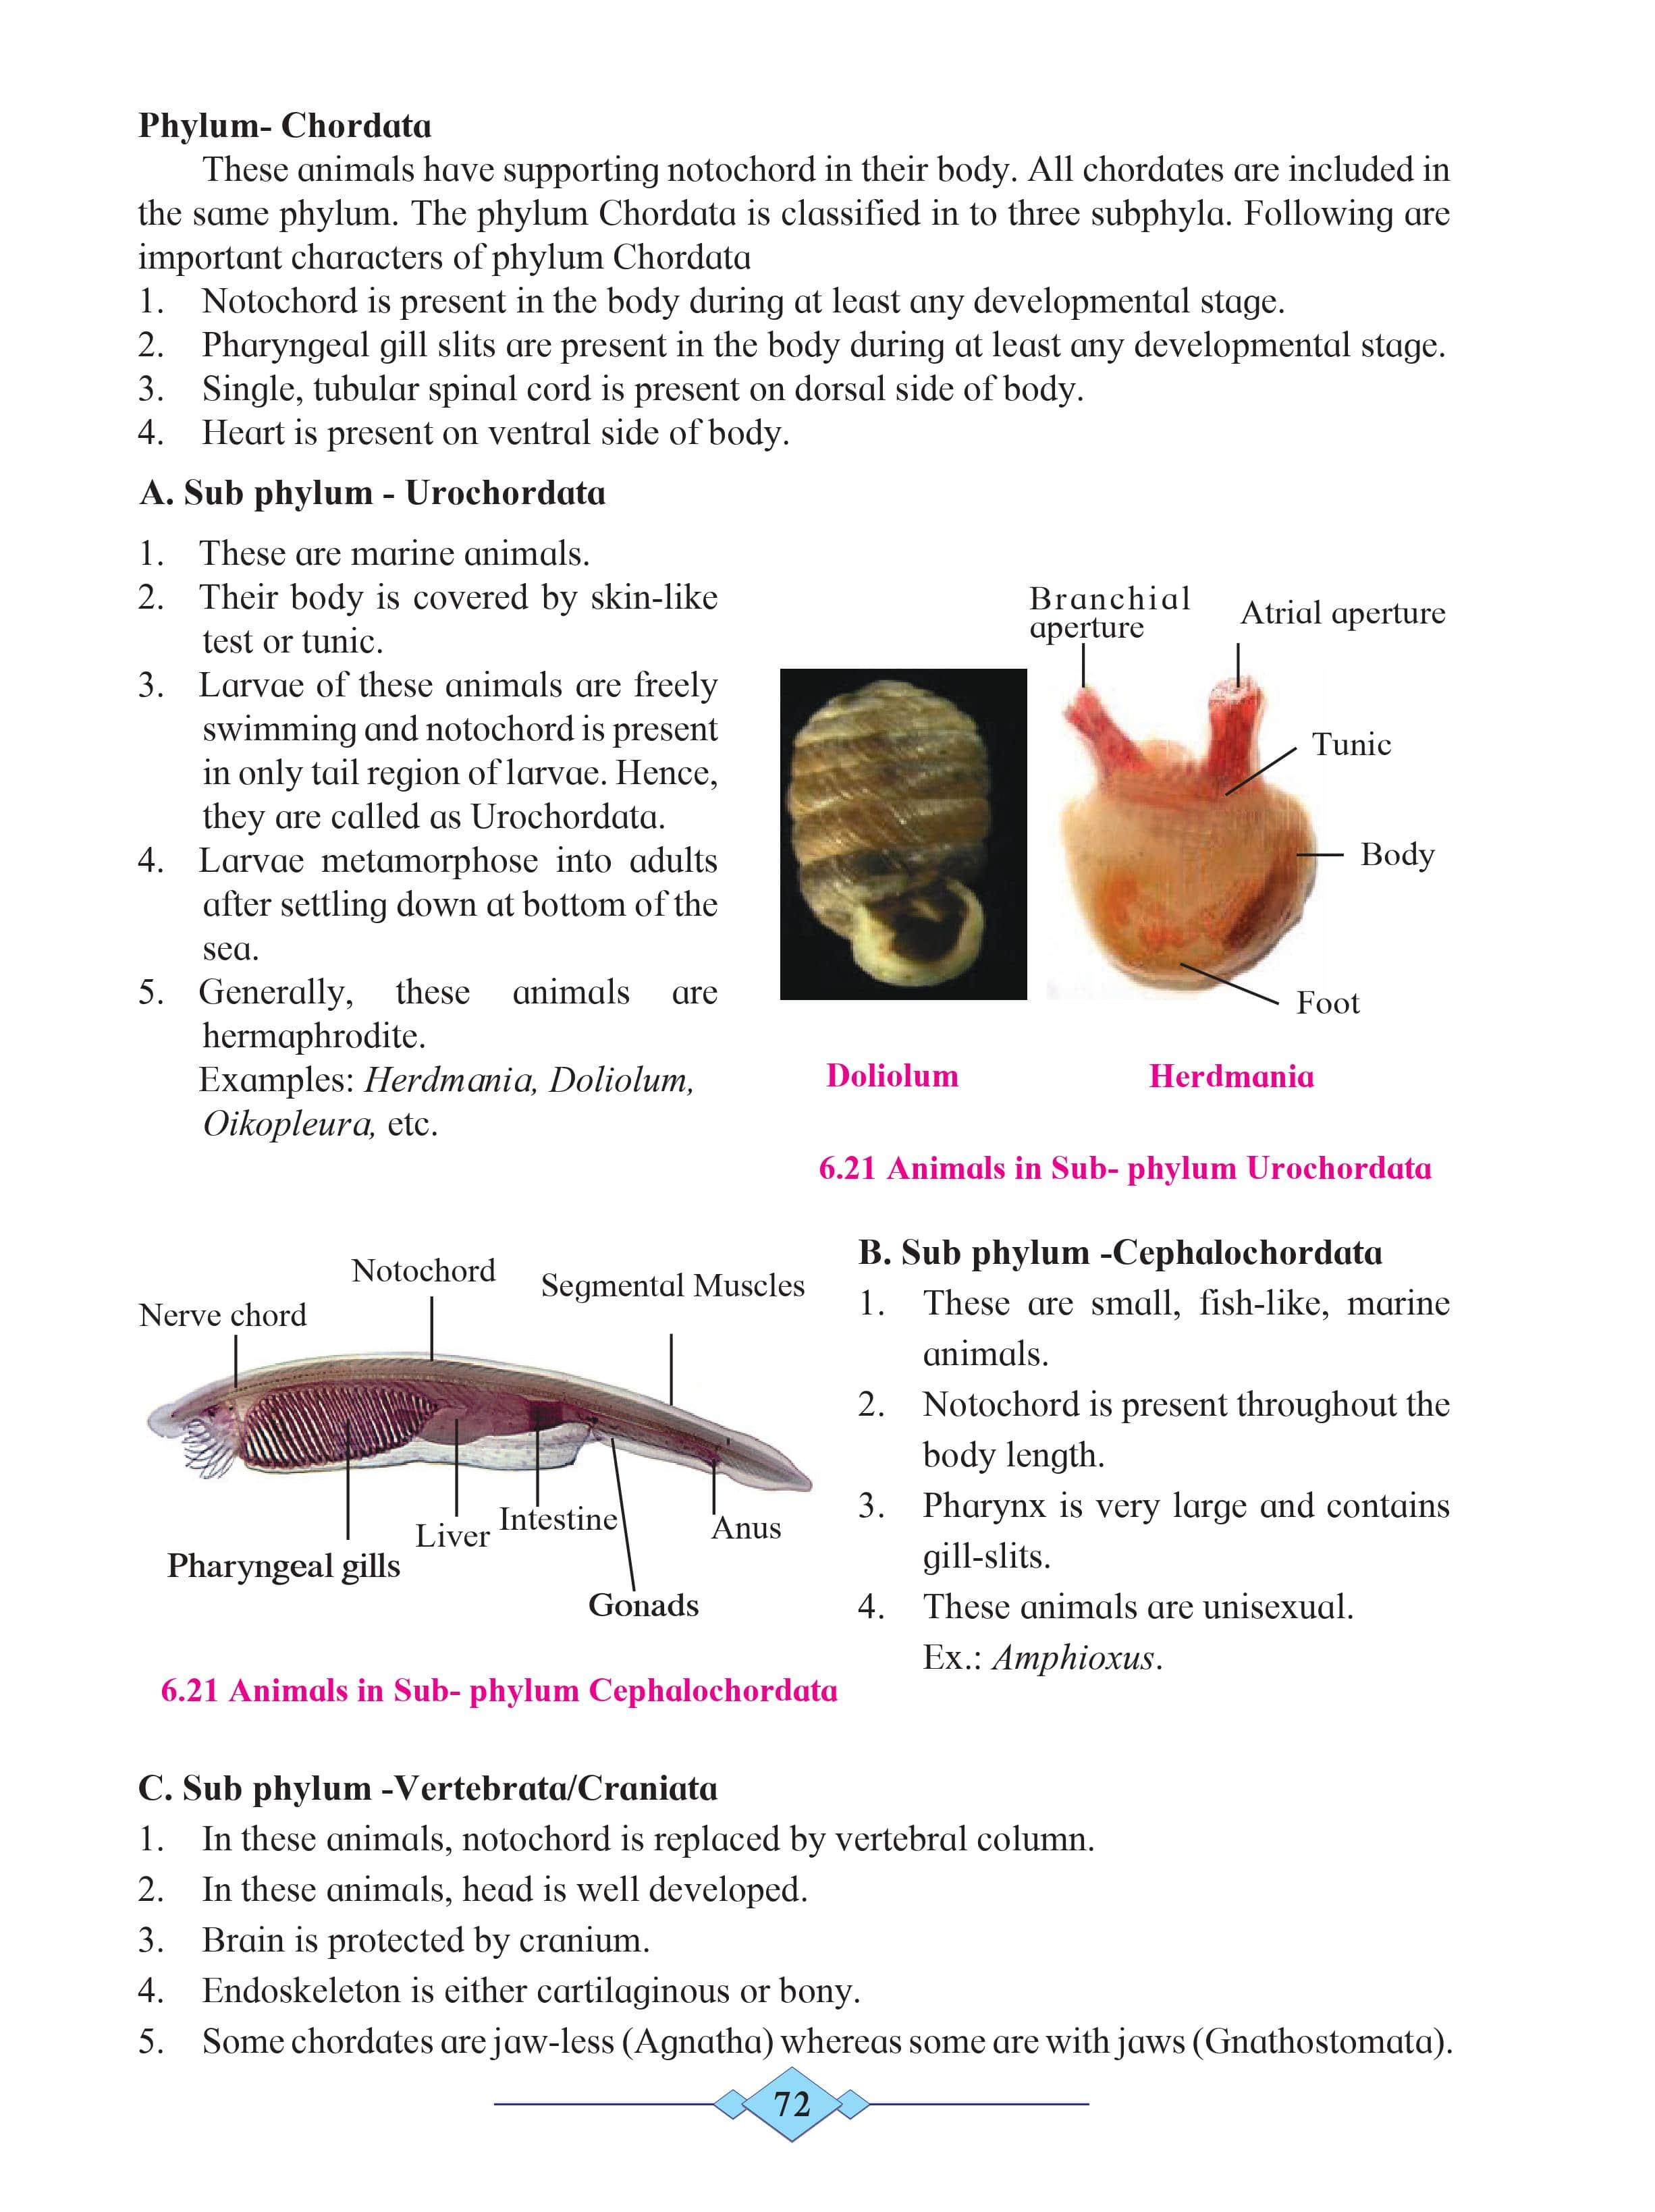 Phylum- Chordata
These animals have supporting notochord in their body. All chordates are included in
the same phylum. The phylum Chordata is classified in to three subphyla. Following are
important characters of phylum Chordata
1. Notochord is present in the body during at least any developmental stage.
2. Pharyngeal gill slits are present in the body during at least any developmental stage.
3. Single, tubular spinal cord is present on dorsal side of body.
4. Heart is present on ventral side of body.
A. Sub phylum - Urochordata
1. These are marine animals.
2. Their body is covered by skin-like
test or tunic.
3. Larvae of these animals are freely
swimming and notochord is present
in only tail region of larvae. Hence,
they are called as Urochordata.
4. Larvae metamorphose into adults
after settling down at bottom of the
sea.
5. Generally, these animals are
hermaphrodite.
Examples: Herdmania, Doliolum,
Oikopleura, etc.
Branchial
aperture
Atrial aperture
Tunic
Body
Foot
Doliolum
Herdmania
6.21 Animals in Sub- phylum Urochordata
Notochord
Segmental Muscles
Nerve chord
Liver
Intestine
Anus
Pharyngeal gills
Gonads
6.21 Animals in Sub- phylum Cephalochordata
B. Sub phylum -Cephalochordata
1. These are small, fish-like, marine
animals.
2. Notochord is present throughout the
body length.
3. Pharynx is very large and contains
gill-slits.
4. These animals are unisexual.
Ex.: Amphioxus.
C. Sub phylum -Vertebrata/Craniata
1. In these animals, notochord is replaced by vertebral column.
2. In these animals, head is well developed.
3. Brain is protected by cranium.
4. Endoskeleton is either cartilaginous or bony.
5. Some chordates are jaw-less (Agnatha) whereas some are with jaws (Gnathostomata).
72